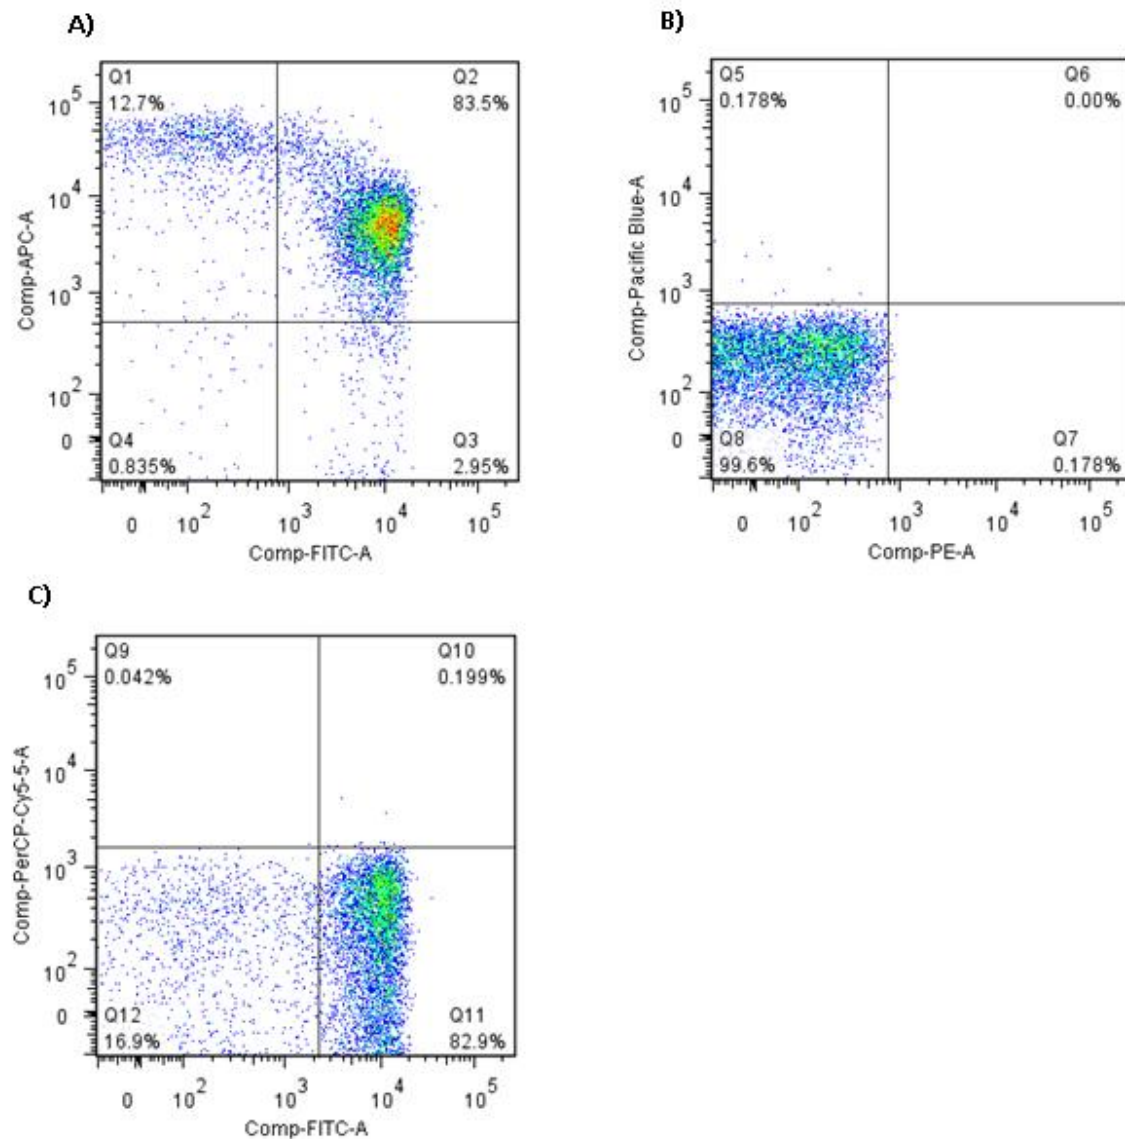 A)
Q1
12.7%
Q2
83.5%
10^5
10^4
10^3
10^2
0
Q4
0.835%
Q3
2.95%
0 10^2 10^3 10^4 10^5
Comp-APC-A
Comp-FITC-A
B)
Q5
0.178%
Q6
0.00%
10^5
10^4
10^3
10^2
0
Q8
99.6%
Q7
0.178%
0 10^2 10^3 10^4 10^5
Comp-Pacific Blue-A
Comp-PE-A
C)
Q9
0.042%
Q10
0.199%
10^5
10^4
10^3
10^2
0
Q12
16.9%
Q11
82.9%
0 10^2 10^3 10^4 10^5
Comp-PerCP-Cy5-5-A
Comp-FITC-A